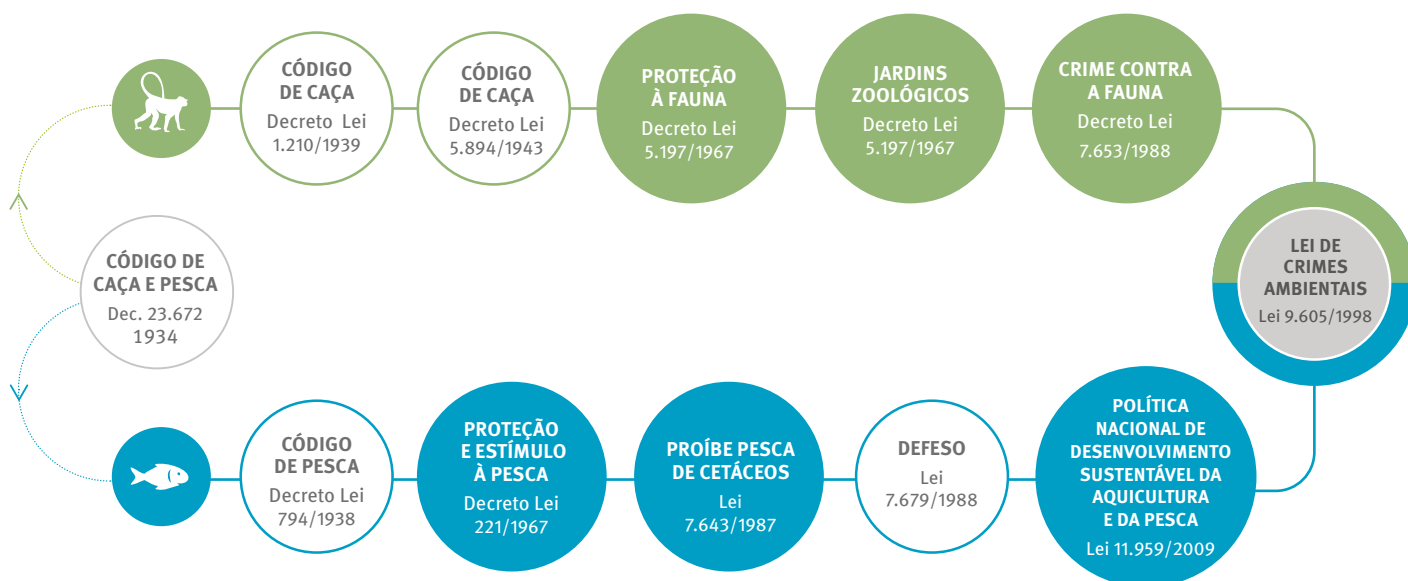 CÓDIGO
DE CAÇA
Decreto Lei
1.210/1939
CÓDIGO
DE CAÇA
Decreto Lei
5.894/1943
PROTEÇÃO
À FAUNA
Decreto Lei
5.197/1967
JARDINS
ZOOLÓGICOS
Decreto Lei
5.197/1967
CRIME CONTRA
A FAUNA
Decreto Lei
7.653/1988
CÓDIGO DE
CAÇA E PESCA
Dec. 23.672
1934
LEI DE
CRIMES
AMBIENTAIS
Lei 9.605/1998
CÓDIGO
DE PESCA
Decreto Lei
794/1938
PROTEÇÃO
E ESTÍMULO
À PESCA
Decreto Lei
221/1967
PROÍBE PESCA
DE CETÁCEOS
Lei
7.643/1987
DEFESO
Lei
7.679/1988
POLÍTICA
NACIONAL DE
DESENVOLVIMENTO
SUSTENTÁVEL DA
AQUICULTURA
E DA PESCA
Lei 11.959/2009